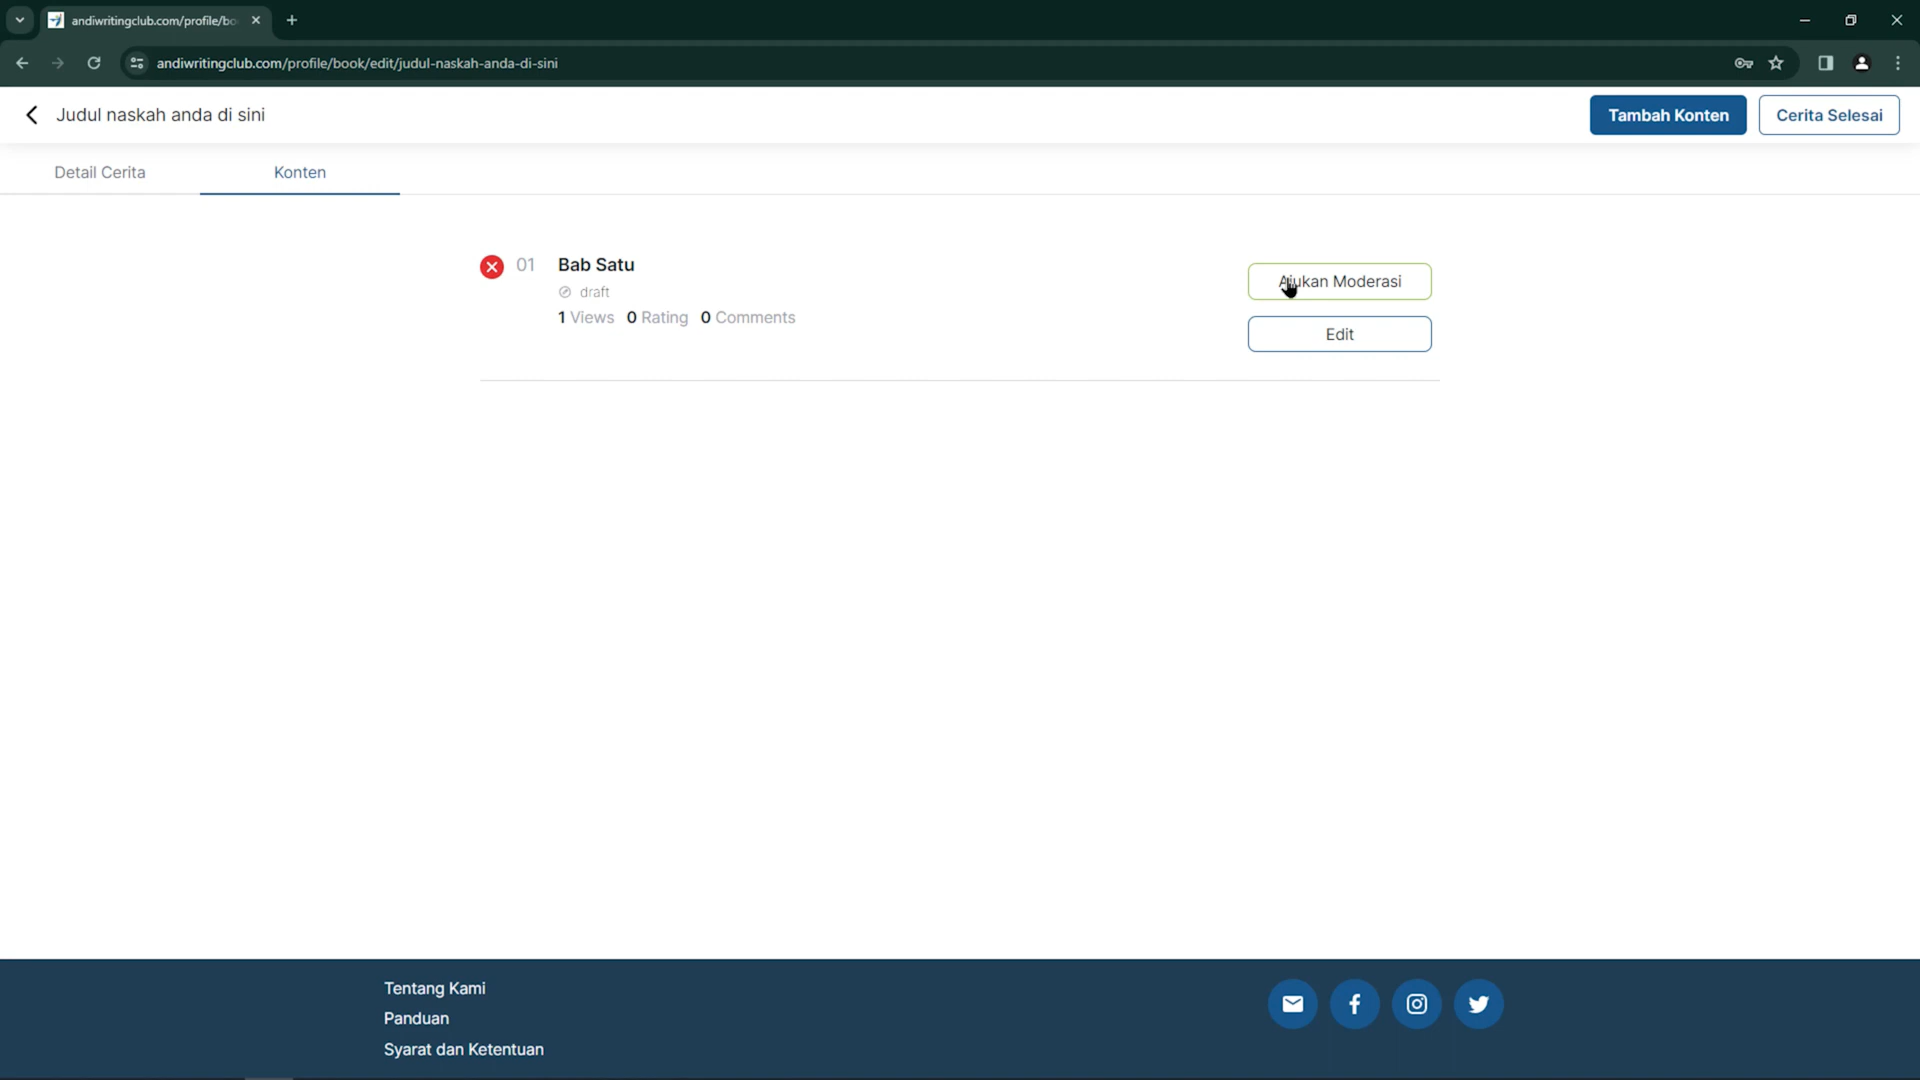 andiwritingclub.com/profile/bo
andiwritingclub.com/profile/book/edit/judul-naskah-anda-di-sini
Judul naskah anda di sini
Tambah Konten
Cerita Selesai
Detail Cerita
Konten
01
Bab Satu
draft
1 Views 0 Rating 0 Comments
Ajukan Moderasi
Edit
Tentang Kami
Panduan
Syarat dan Ketentuan